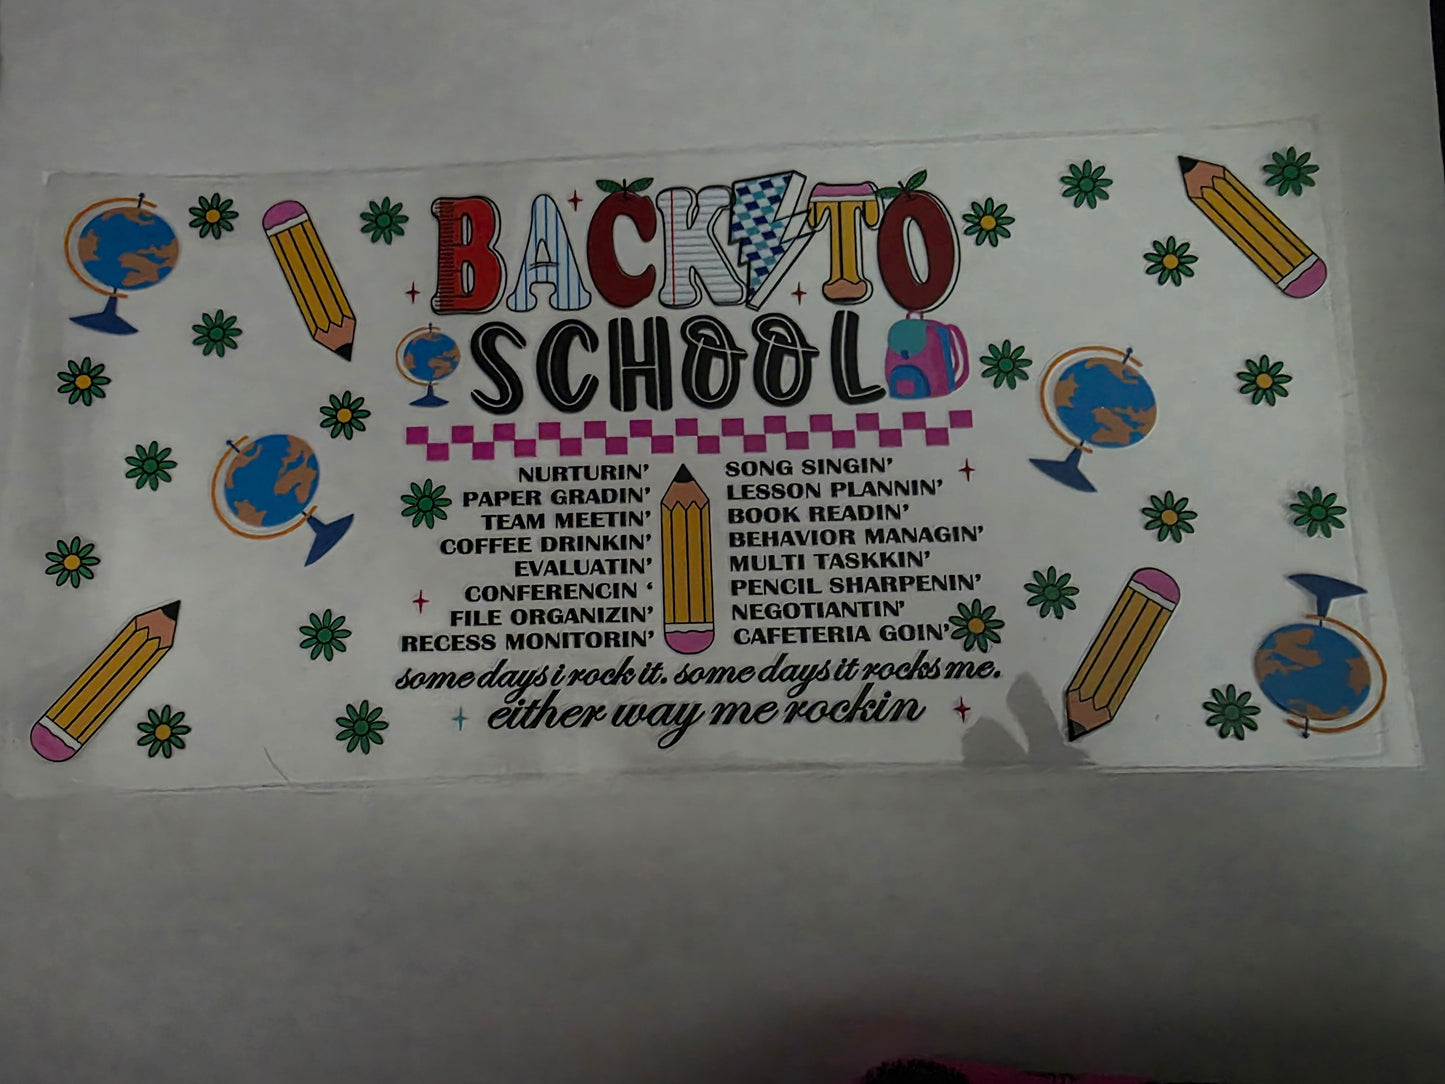 BACK TO
SCHOOL
NURTURIN'
PAPER GRADIN'
TEAM MEETIN'
COFFEE DRINKIN'
EVALUATIN'
CONFERENCIN ‘
FILE ORGANIZIN'
RECESS MONITORIN'
SONG SINGIN'
LESSON PLANNIN'
BOOK READIN'
BEHAVIOR MANAGIN'
MULTI TASKKIN'
PENCIL SHARPENIN'
NEGOTIANTIN'
CAFETERIA GOIN'
some days i rock it. some days it rocks me.
either way me rockin